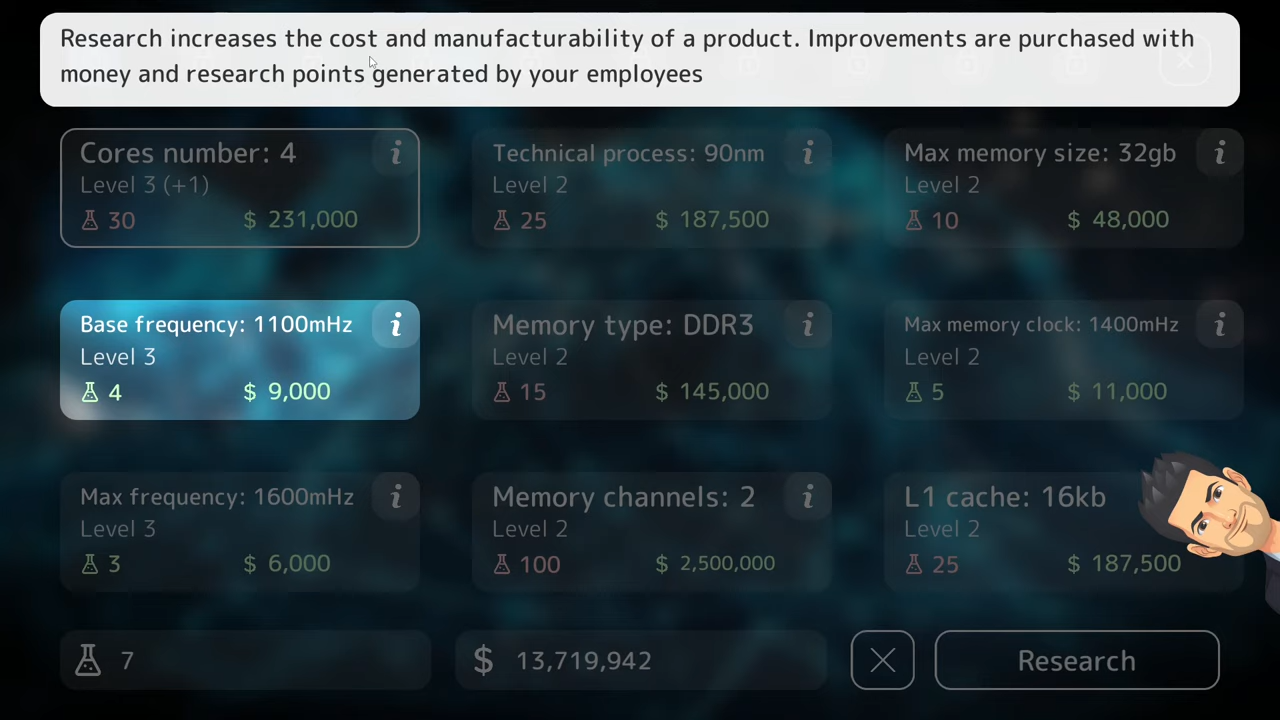 Research increases the cost and manufacturability of a product. Improvements are purchased with
money and research points generated by your employees
Cores number: 4
Level 3 (+1)
30 $ 231,000
Technical process: 90nm
Level 2
25 $ 187,500
Max memory size: 32gb
Level 2
10 $ 48,000
Base frequency: 1100mHz
Level 3
4 $ 9,000
Memory type: DDR3
Level 2
15 $ 145,000
Max memory clock: 1400mHz
Level 2
5 $ 11,000
Max frequency: 1600mHz
Level 3
3 $ 6,000
Memory channels: 2
Level 2
100 $ 2,500,000
L1 cache: 16kb
Level 2
25 $ 187,500
7
$ 13,719,942
Research